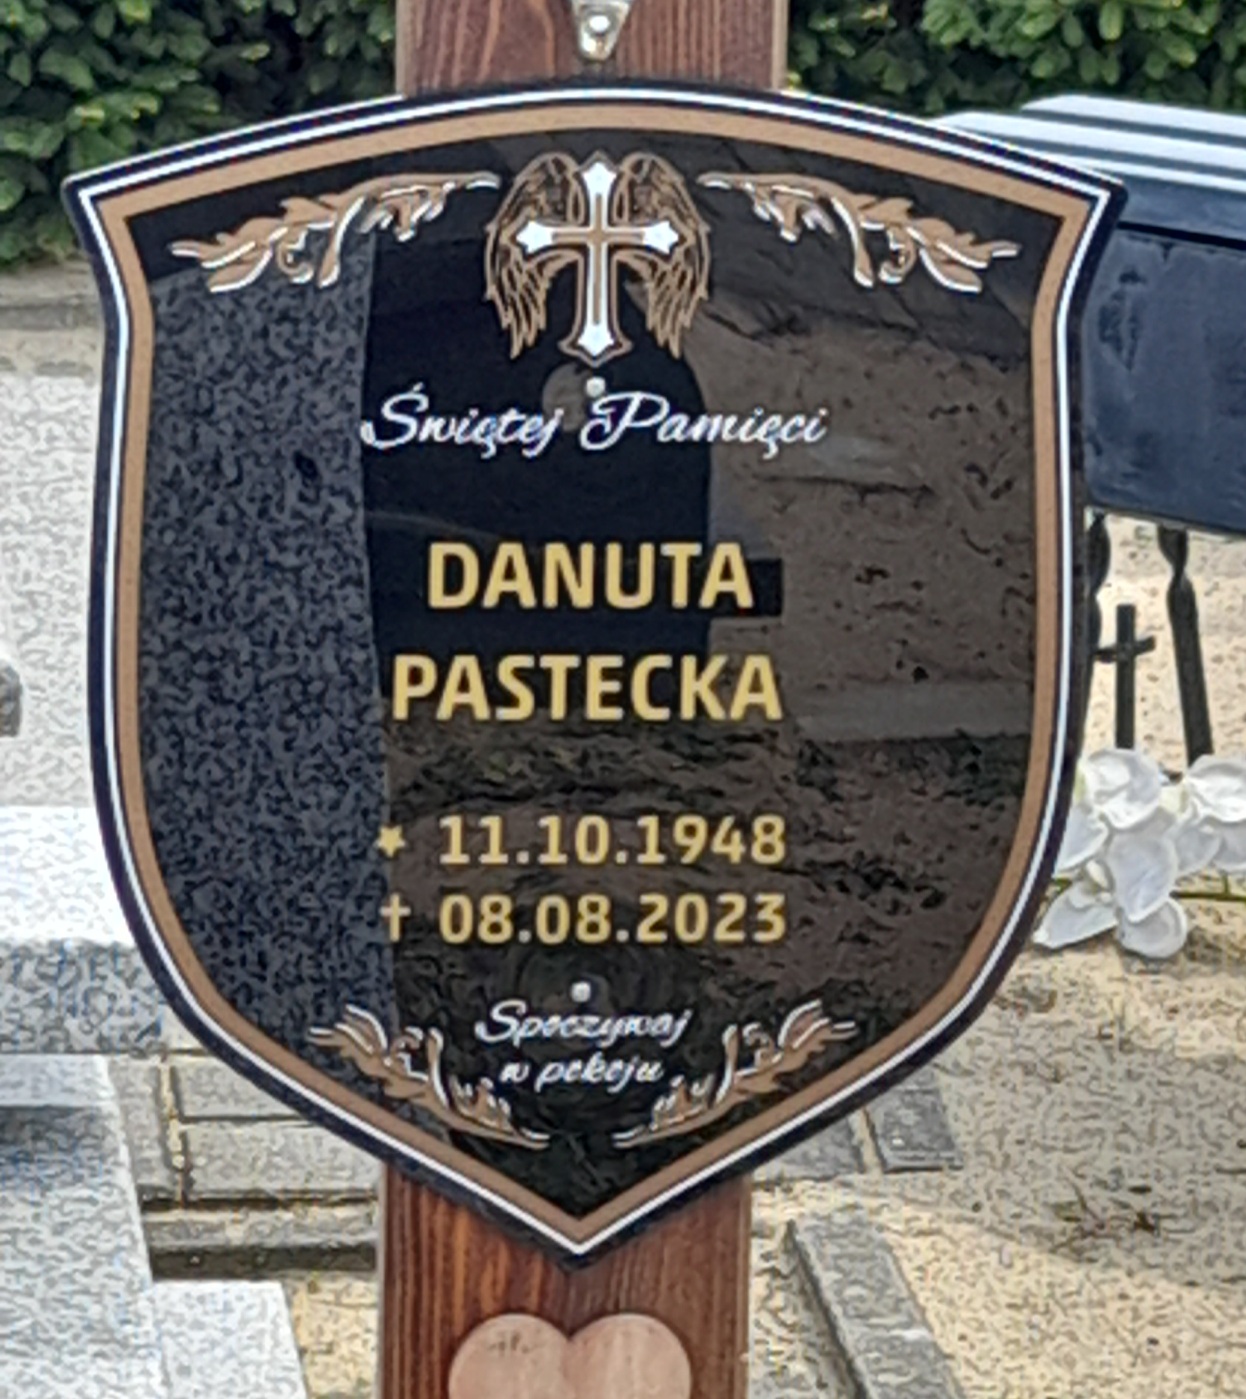 Świętej Pamięci
DANUTA
PASTECKA
* 11.10.1948
† 08.08.2023
Spoczywaj
w pokoju